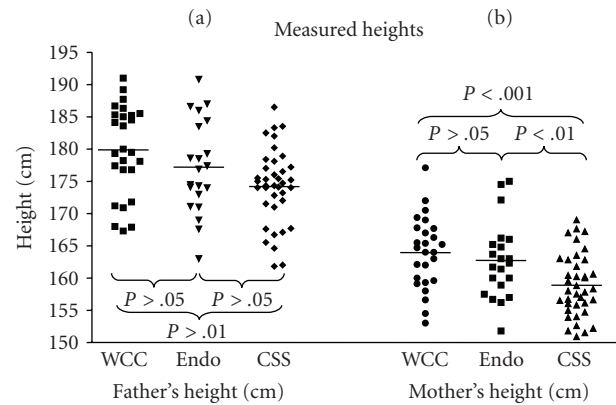 (a) (b)
Measured heights
195
190
185
180
175
170
165
160
155
150
Height (cm)
P < .001
P > .05 P < .01
P > .05 P > .05
P > .01
WCC Endo CSS WCC Endo CSS
Father's height (cm) Mother's height (cm)